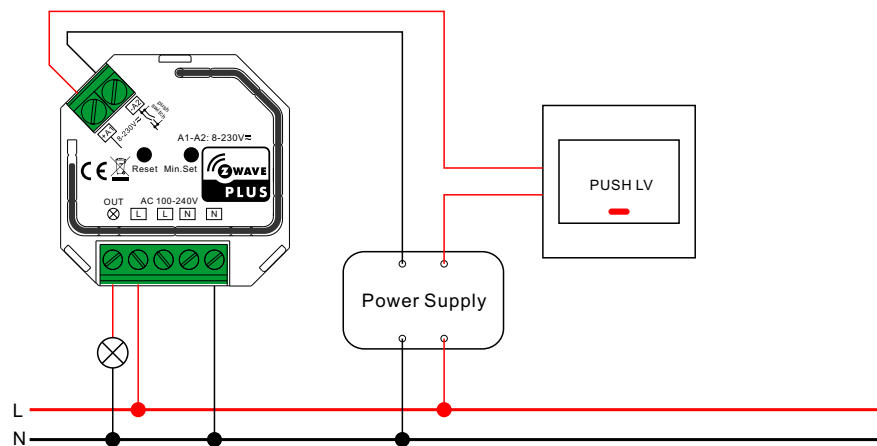 -A2
push
switch
+A1
8-230V
A1-A2: 8-230V
Reset
Min.Set
CE
Z WAVE
PLUS
OUT
AC 100-240V
L
L
N
N
PUSH LV
Power Supply
L
N